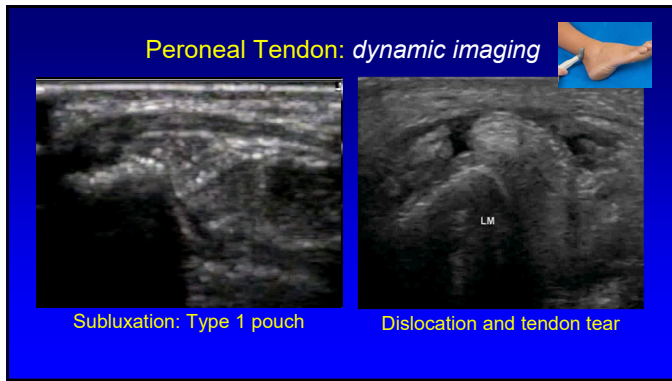 Peroneal Tendon: dynamic imaging
LM
Subluxation: Type 1 pouch
Dislocation and tendon tear